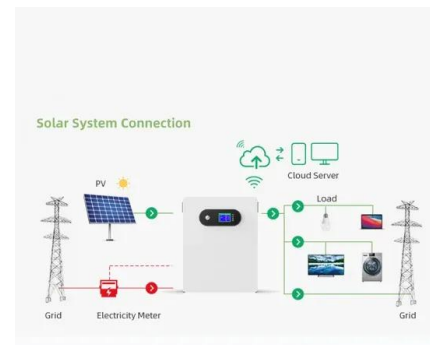 Solar System Connection
Cloud Server
PV
Load
Grid
Electricity Meter
Grid